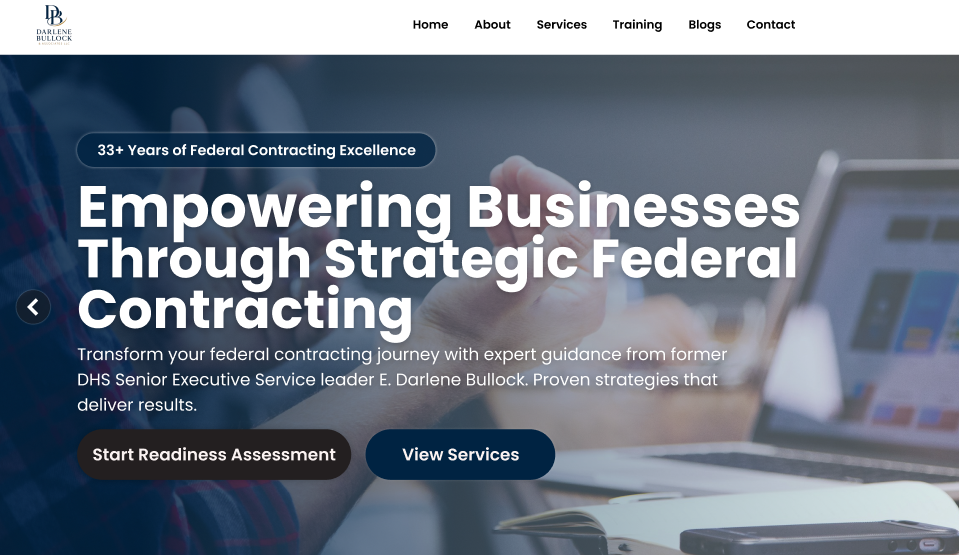 DB
DARLENE
BULLOCK
Home About Services Training Blogs Contact
33+ Years of Federal Contracting Excellence
Empowering Businesses
Through Strategic Federal
Contracting
Transform your federal contracting journey with expert guidance from former
DHS Senior Executive Service leader E. Darlene Bullock. Proven strategies that
deliver results.
Start Readiness Assessment View Services